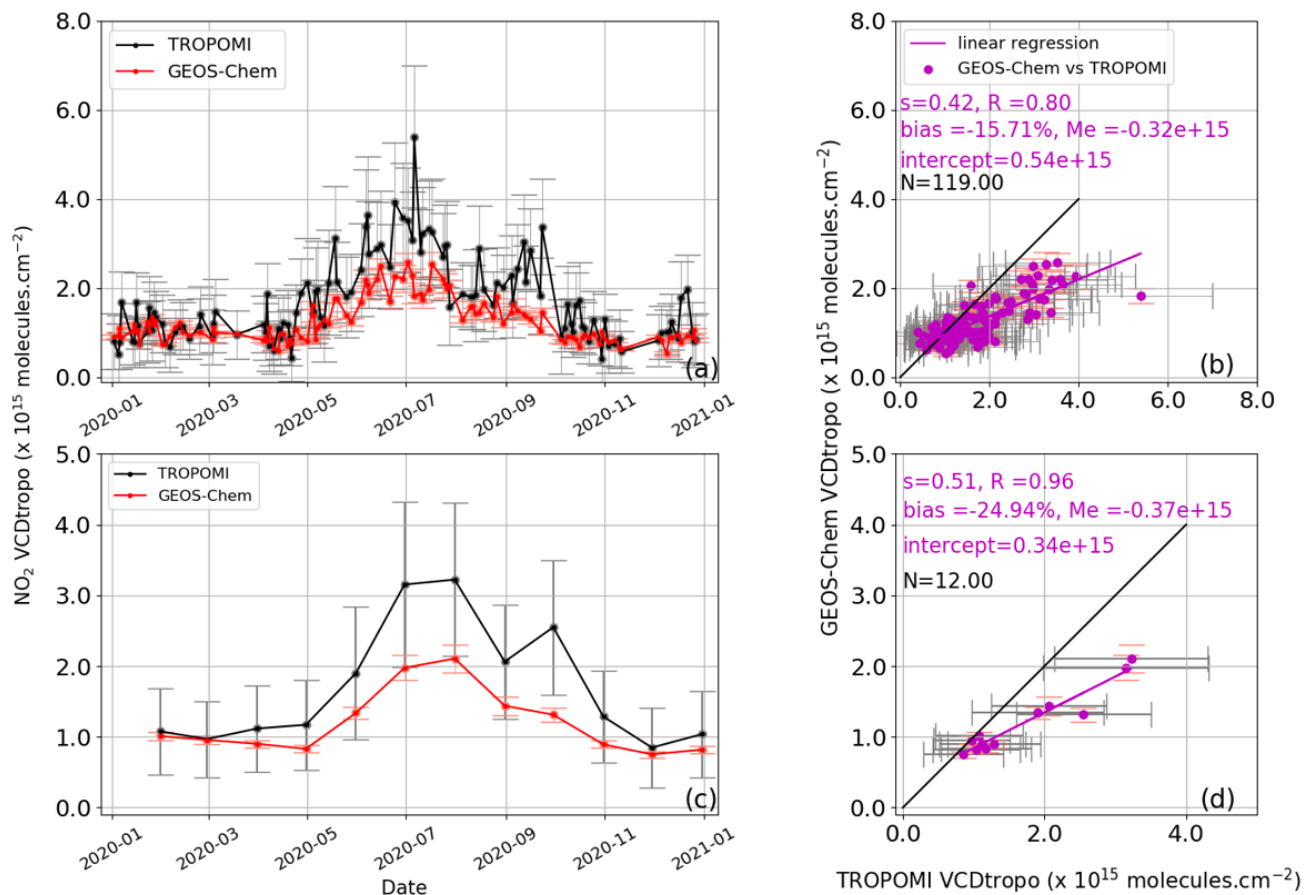 8.0
6.0
4.0
2.0
0.0
TROPOMI
GEOS-Chem
(a)
2020-01
2020-03
2020-05
2020-07
2020-09
2020-11
2021-01
8.0
6.0
4.0
2.0
0.0
linear regression
GEOS-Chem vs TROPOMI
s=0.42, R =0.80
bias =-15.71%, Me =-0.32e+15
intercept=0.54e+15
N=119.00
(b)
0.0 2.0 4.0 6.0 8.0
NO₂ VCDtropo (x 10¹⁵ molecules.cm⁻²)
GEOS-Chem VCDtropo (x 10¹⁵ molecules.cm⁻²)
5.0
4.0
3.0
2.0
1.0
0.0
TROPOMI
GEOS-Chem
(c)
2020-01
2020-03
2020-05
2020-07
2020-09
2020-11
2021-01
Date
5.0
4.0
3.0
2.0
1.0
0.0
s=0.51, R =0.96
bias =-24.94%, Me =-0.37e+15
intercept=0.34e+15
N=12.00
(d)
0.0 2.0 4.0
TROPOMI VCDtropo (x 10¹⁵ molecules.cm⁻²)